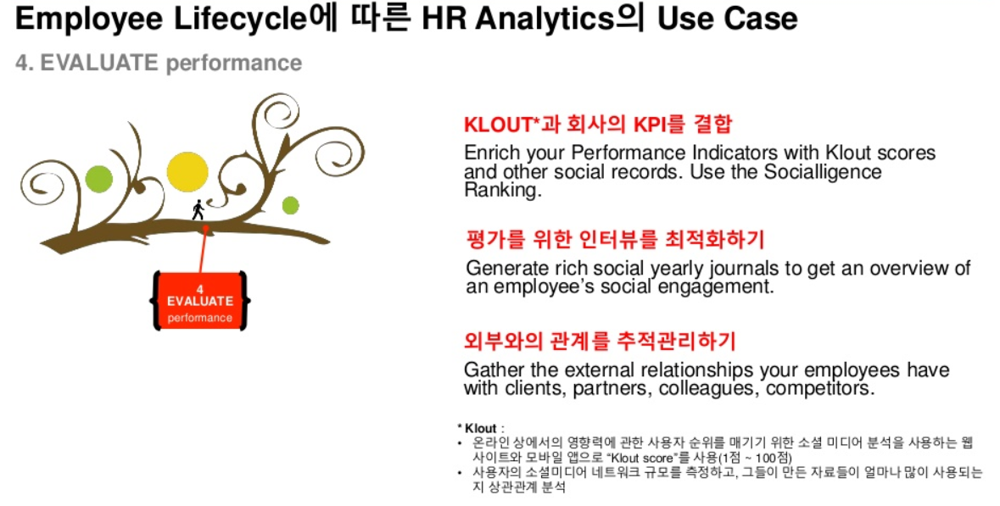 Employee Lifecycle에 따른 HR Analytics의 Use Case
4. EVALUATE performance
4
EVALUATE
performance
KLOUT*과 회사의 KPI를 결합
Enrich your Performance Indicators with Klout scores
and other social records. Use the Socialligence
Ranking.
평가를 위한 인터뷰를 최적화하기
Generate rich social yearly journals to get an overview of
an employee’s social engagement.
외부와의 관계를 추적관리하기
Gather the external relationships your employees have
with clients, partners, colleagues, competitors.
* Klout :
• 온라인 상에서의 영향력에 관한 사용자 순위를 매기기 위한 소셜 미디어 분석을 사용하는 웹
사이트와 모바일 앱으로 “Klout score”를 사용(1점 ~ 100점)
• 사용자의 소셜미디어 네트워크 규모를 측정하고, 그들이 만든 자료들이 얼마나 많이 사용되는
지 상관관계 분석